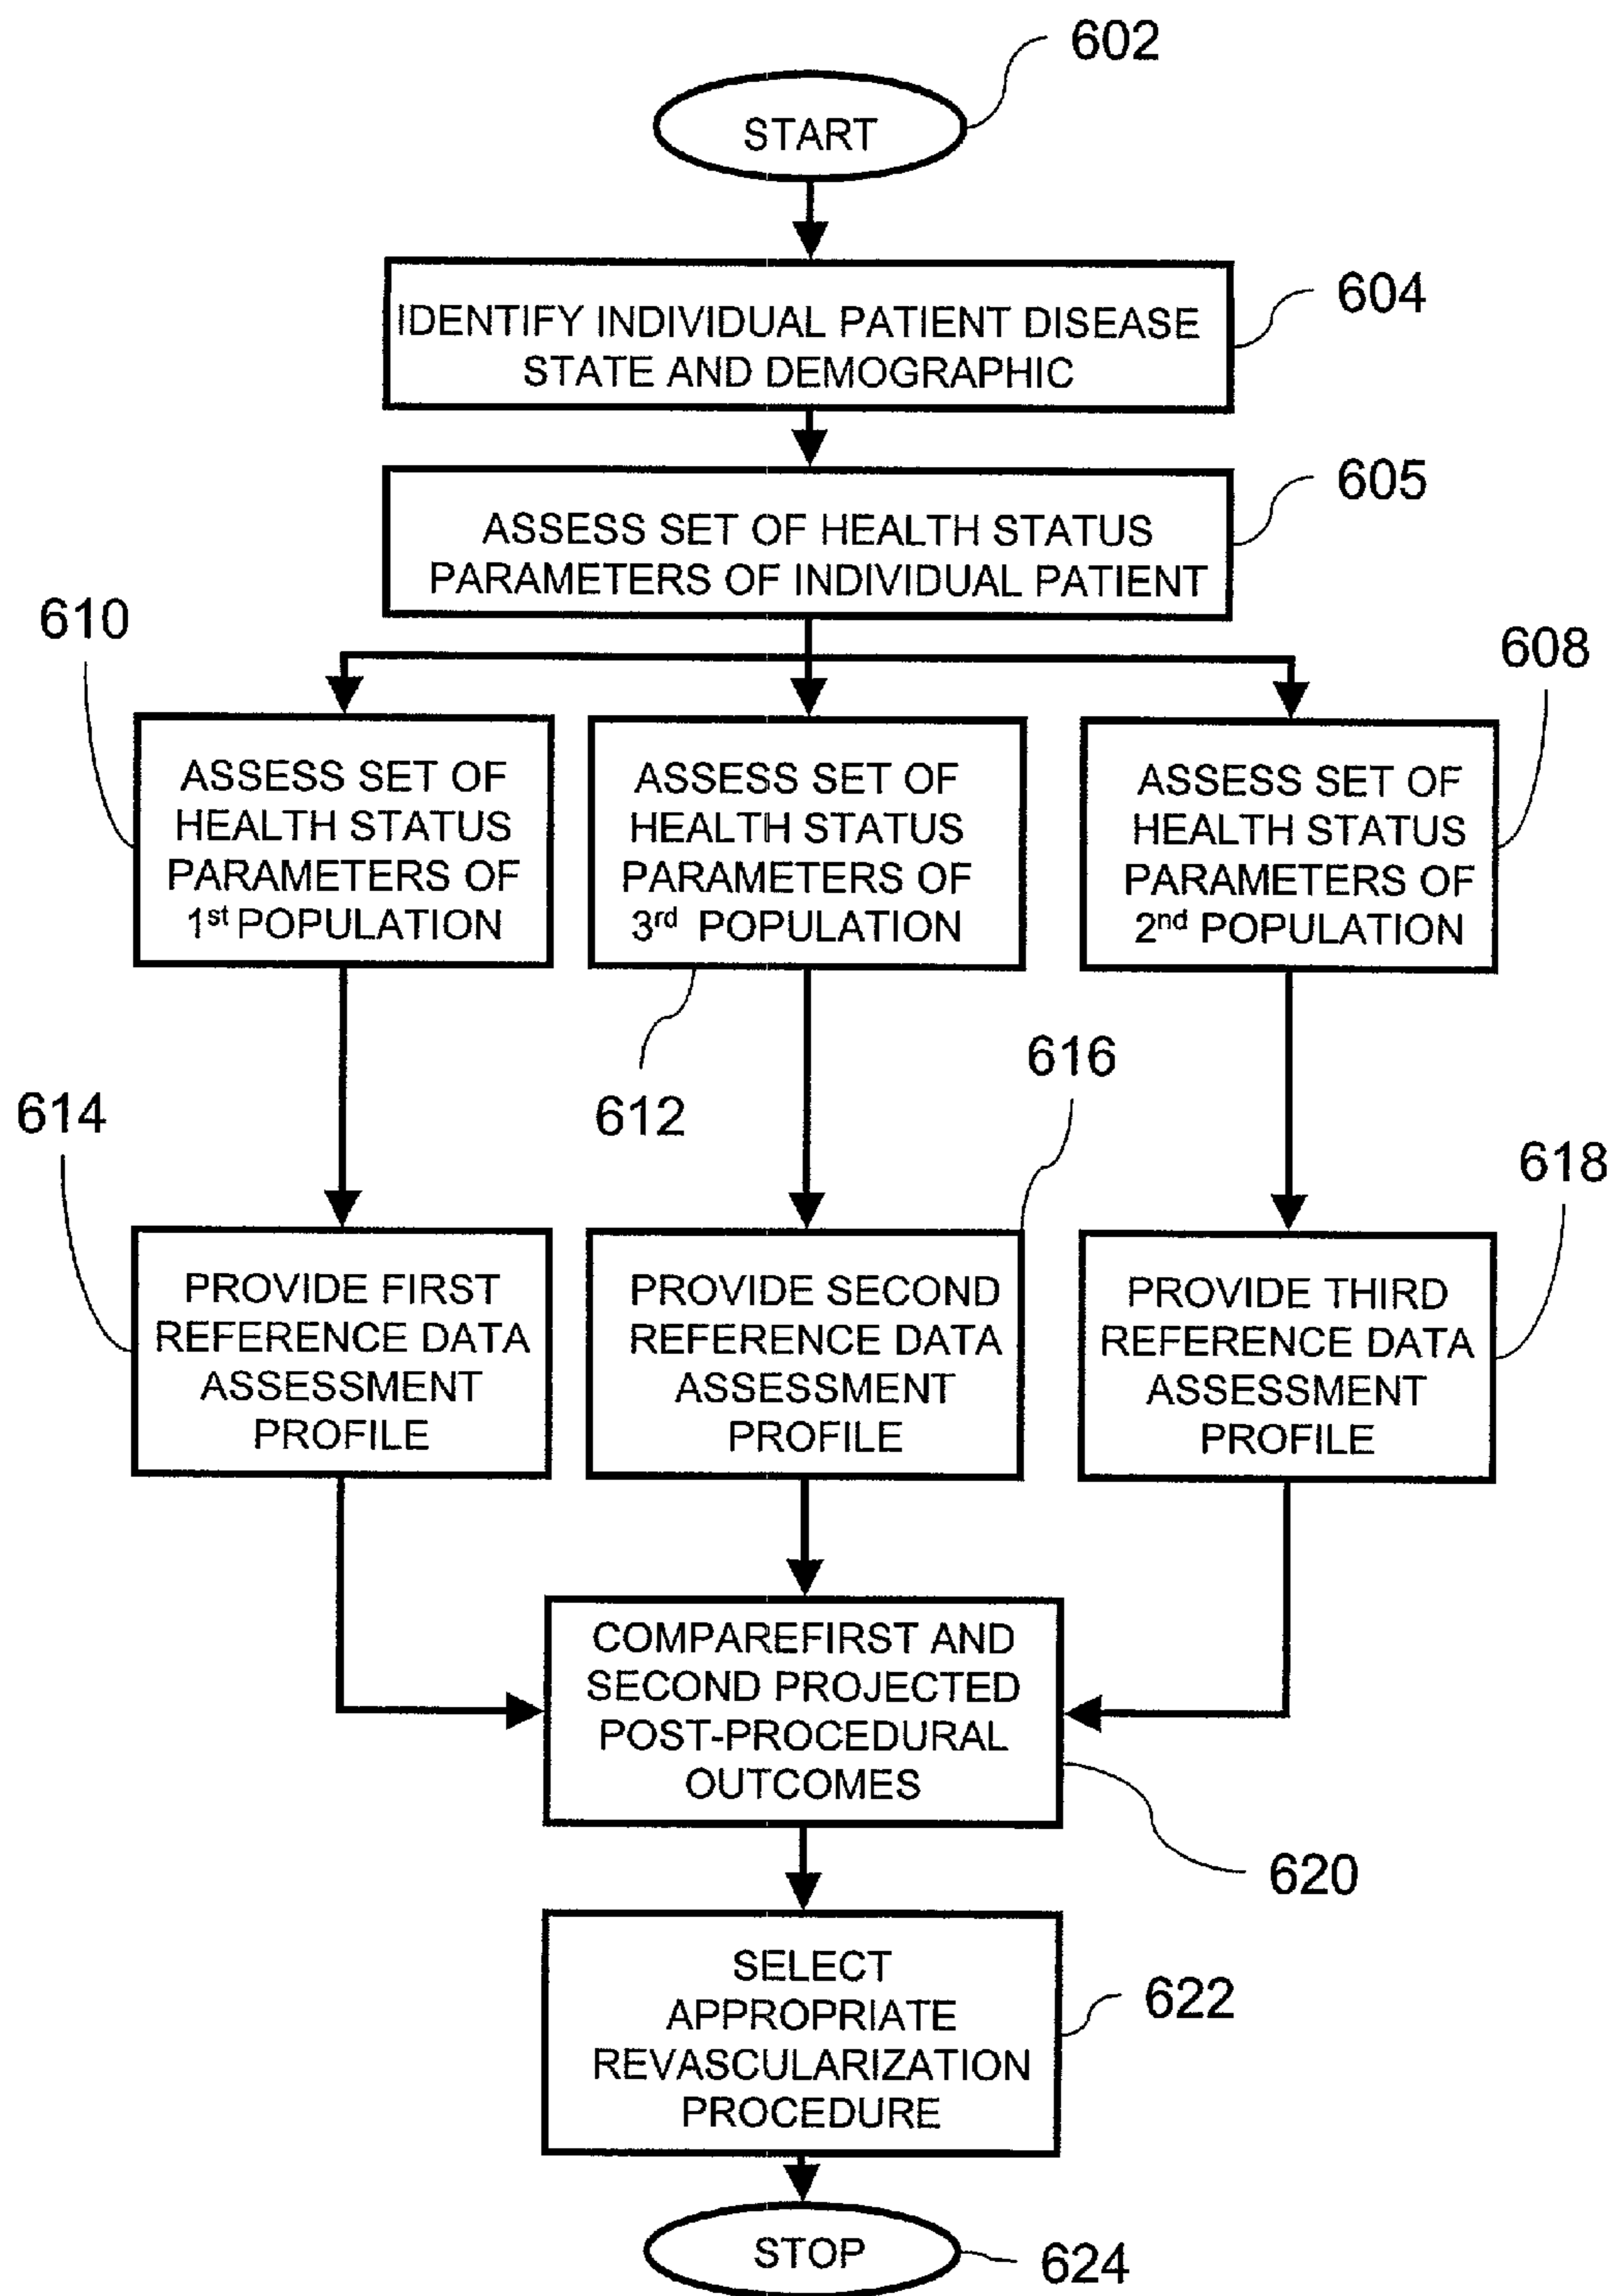 602
START
604
IDENTIFY INDIVIDUAL PATIENT DISEASE
STATE AND DEMOGRAPHIC
605
ASSESS SET OF HEALTH STATUS
PARAMETERS OF INDIVIDUAL PATIENT
610
608
ASSESS SET OF
HEALTH STATUS
PARAMETERS OF
1st POPULATION
ASSESS SET OF
HEALTH STATUS
PARAMETERS OF
3rd POPULATION
ASSESS SET OF
HEALTH STATUS
PARAMETERS OF
2nd POPULATION
612
616
614
618
PROVIDE FIRST
REFERENCE DATA
ASSESSMENT
PROFILE
PROVIDE SECOND
REFERENCE DATA
ASSESSMENT
PROFILE
PROVIDE THIRD
REFERENCE DATA
ASSESSMENT
PROFILE
COMPAREFIRST AND
SECOND PROJECTED
POST-PROCEDURAL
OUTCOMES
620
SELECT
APPROPRIATE
REVASCULARIZATION
PROCEDURE
622
STOP
624